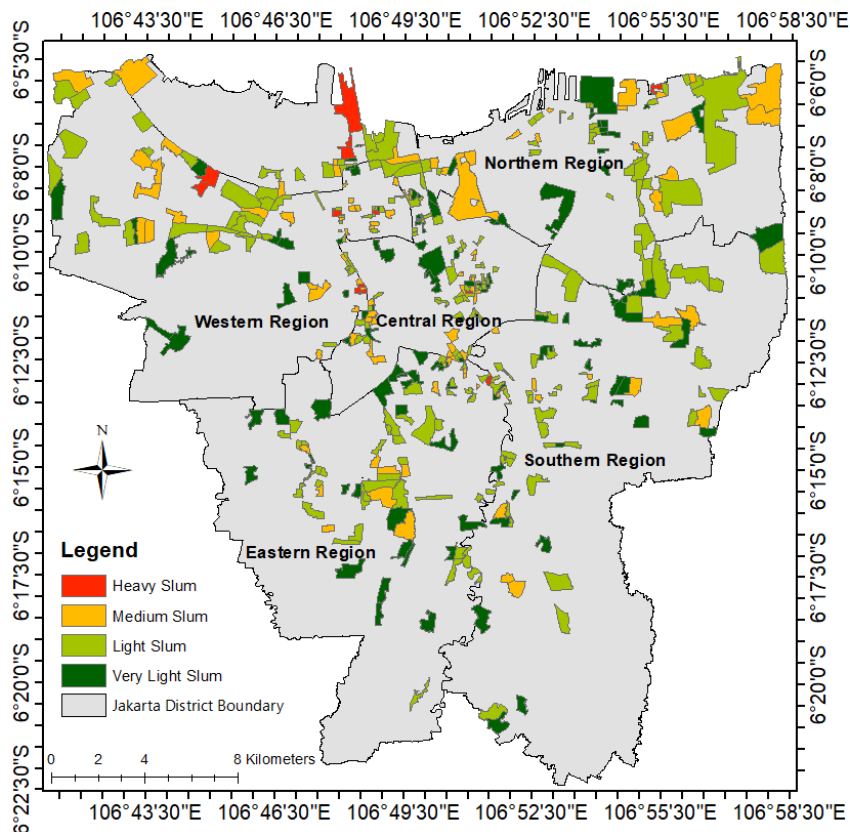 106°43'30"E 106°46'30"E 106°49'30"E 106°52'30"E 106°55'30"E 106°58'30"E
6°5'30"S
6°8'0"S
6°10'0"S
6°12'30"S
6°15'0"S
6°17'30"S
6°20'0"S
6°22'30"S
6°6'0"S
6°8'0"S
6°10'0"S
6°12'30"S
6°15'0"S
6°17'30"S
6°20'0"S
Northern Region
Western Region
Central Region
Southern Region
Eastern Region
N
Legend
Heavy Slum
Medium Slum
Light Slum
Very Light Slum
Jakarta District Boundary
0 2 4 8 Kilometers
106°43'30"E 106°46'30"E 106°49'30"E 106°52'30"E 106°55'30"E 106°58'30"E